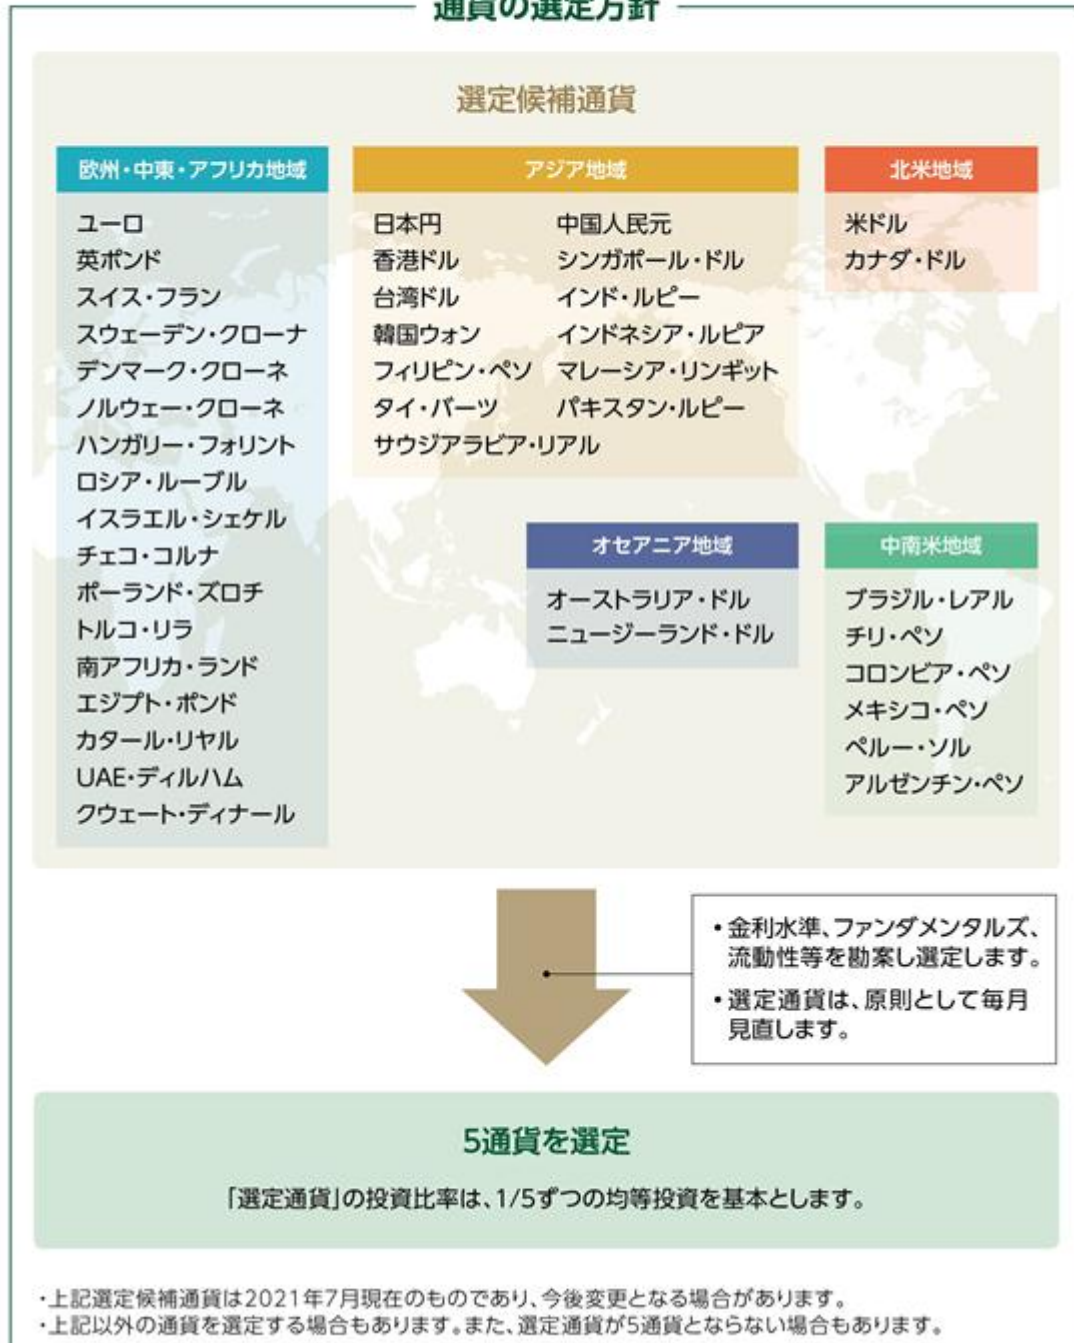 通貨の選定方針
選定候補通貨
欧州・中東・アフリカ地域
ユーロ
英ポンド
スイス・フラン
スウェーデン・クローナ
デンマーク・クローネ
ノルウェー・クローネ
ハンガリー・フォリント
ロシア・ルーブル
イスラエル・シェケル
チェコ・コルナ
ポーランド・ズロチ
トルコ・リラ
南アフリカ・ランド
エジプト・ポンド
カタール・リヤル
UAE・ディルハム
クウェート・ディナール
アジア地域
日本円 中国人民元
香港ドル シンガポール・ドル
台湾ドル インド・ルピー
韓国ウォン インドネシア・ルピア
フィリピン・ペソ マレーシア・リンギット
タイ・バーツ パキスタン・ルピー
サウジアラビア・リアル
北米地域
米ドル
カナダ・ドル
オセアニア地域
オーストラリア・ドル
ニュージーランド・ドル
中南米地域
ブラジル・レアル
チリ・ペソ
コロンビア・ペソ
メキシコ・ペソ
ペルー・ソル
アルゼンチン・ペソ
•金利水準、ファンダメンタルズ、
流動性等を勘案し選定します。
•選定通貨は、原則として毎月
見直します。
5通貨を選定
「選定通貨」の投資比率は、1/5ずつの均等投資を基本とします。
・上記選定候補通貨は2021年7月現在のものであり、今後変更となる場合があります。
・上記以外の通貨を選定する場合もあります。また、選定通貨が5通貨とならない場合もあります。